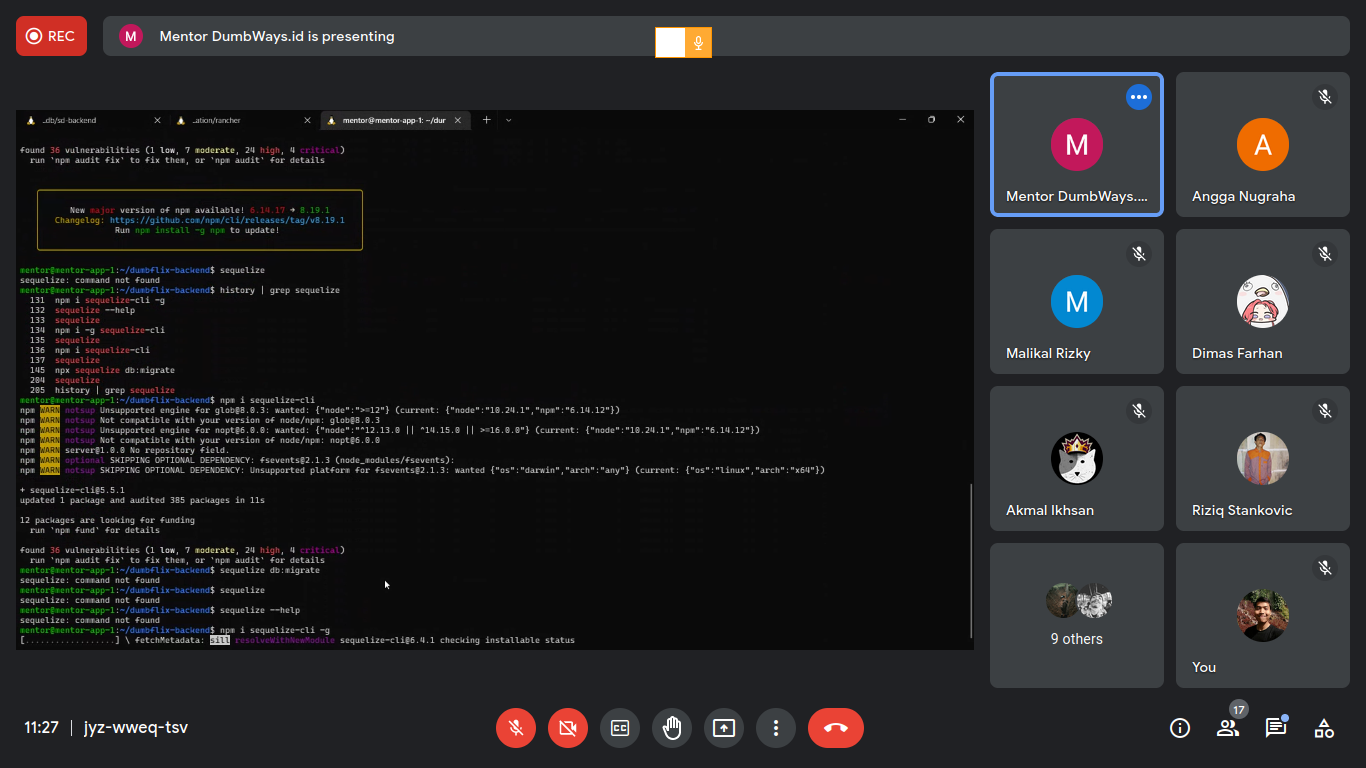 REC
M
Mentor DumbWays.id is presenting
..db/sd-backend
..ation/rancher
mentor@mentor-app-1: ~/dur
found 36 vulnerabilities (1 low, 7 moderate, 24 high, 4 critical)
run `npm audit fix` to fix them, or `npm audit` for details
New major version of npm available! 6.14.17 → 8.19.1
Changelog: https://github.com/npm/cli/releases/tag/v8.19.1
Run npm install -g npm to update!
mentor@mentor-app-1:~/dumbflix-backend$ sequelize
sequelize: command not found
mentor@mentor-app-1:~/dumbflix-backend$ history | grep sequelize
131 npm i sequelize-cli -g
132 sequelize --help
133 sequelize
134 npm i -g sequelize-cli
135 sequelize
136 npm i sequelize-cli
137 sequelize
145 npx sequelize db:migrate
204 sequelize
205 history | grep sequelize
mentor@mentor-app-1:~/dumbflix-backend$ npm i sequelize-cli
npm WARN notsup Unsupported engine for glob@8.0.3: wanted: {"node":">=12"} (current: {"node":"10.24.1","npm":"6.14.12"})
npm WARN notsup Not compatible with your version of node/npm: glob@8.0.3
npm WARN notsup Unsupported engine for nopt@6.0.0: wanted: {"node":"^12.13.0 || ^14.15.0 || >=16.0.0"} (current: {"node":"10.24.1","npm":"6.14.12"})
npm WARN notsup Not compatible with your version of node/npm: nopt@6.0.0
npm WARN server@1.0.0 No repository field.
npm WARN optional SKIPPING OPTIONAL DEPENDENCY: fsevents@2.1.3 (node_modules/fsevents):
npm WARN notsup SKIPPING OPTIONAL DEPENDENCY: Unsupported platform for fsevents@2.1.3: wanted {"os":"darwin","arch":"any"} (current: {"os":"linux","arch":"x64"})
+ sequelize-cli@5.5.1
updated 1 package and audited 385 packages in 11s
12 packages are looking for funding
run `npm fund` for details
found 36 vulnerabilities (1 low, 7 moderate, 24 high, 4 critical)
run `npm audit fix` to fix them, or `npm audit` for details
mentor@mentor-app-1:~/dumbflix-backend$ sequelize db:migrate
sequelize: command not found
mentor@mentor-app-1:~/dumbflix-backend$ sequelize
sequelize: command not found
mentor@mentor-app-1:~/dumbflix-backend$ sequelize --help
sequelize: command not found
mentor@mentor-app-1:~/dumbflix-backend$ npm i sequelize-cli -g
[..................] \ fetchMetadata: sill resolveWithNewModule sequelize-cli@6.4.1 checking installable status
M
Mentor DumbWays....
A
Angga Nugraha
M
Malikal Rizky
Dimas Farhan
Akmal Ikhsan
Riziq Stankovic
9 others
You
11:27 | jyz-wweq-tsv
CC
17